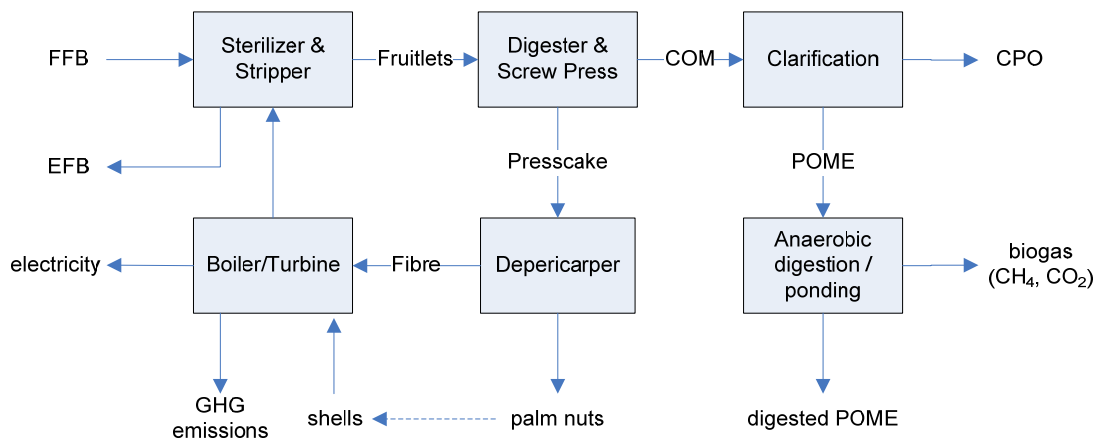 FFB
Sterilizer &
Stripper
Fruitlets
Digester &
Screw Press
COM
Clarification
CPO
EFB
Presscake
POME
electricity
Boiler/Turbine
Fibre
Depericarper
Anaerobic
digestion /
ponding
biogas
(CH₄, CO₂)
GHG
emissions
shells
palm nuts
digested POME